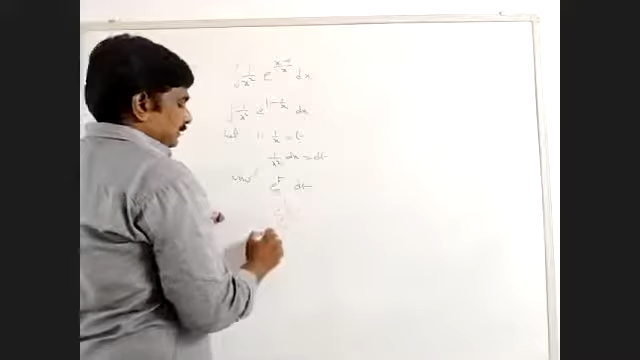 ∫ 1/x² e^((x-1)/x) dx
∫ 1/x² e^(1-1/x) dx
Let 1- 1/x = t
1/x² dx = dt
e^t dt